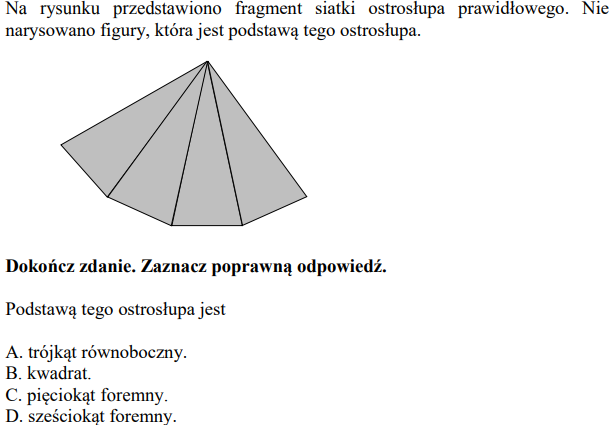 Na rysunku przedstawiono fragment siatki ostrosłupa prawidłowego. Nie
narysowano figury, która jest podstawą tego ostrosłupa.
Dokończ zdanie. Zaznacz poprawną odpowiedź.
Podstawą tego ostrosłupa jest
A. trójkąt równoboczny.
B. kwadrat.
C. pięciokąt foremny.
D. sześciokąt foremny.